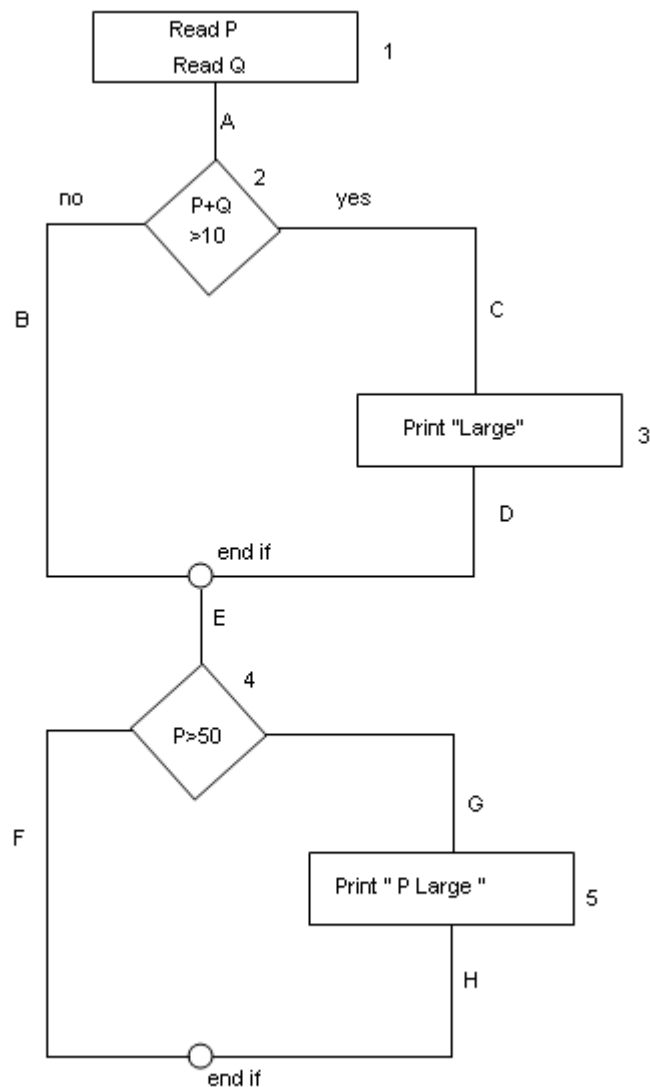 Read P
Read Q
1
A
2
no
P+Q
>10
yes
B
C
Print "Large"
3
D
end if
E
4
P>50
F
G
Print " P Large "
5
H
end if